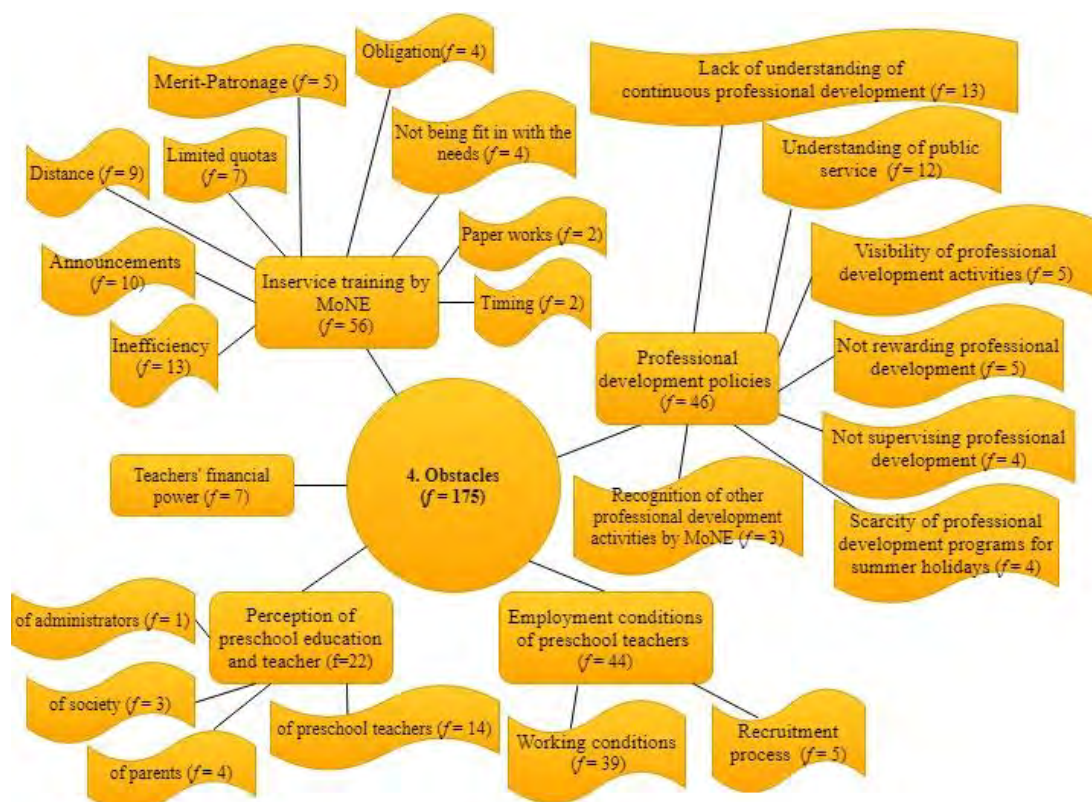 Obligation(f = 4)
Merit-Patronage (f = 5)
Not being fit in with the
needs (f = 4)
Limited quotas
(f = 7)
Distance (f = 9)
Paper works (f = 2)
Announcements
(f = 10)
Inservice training by
MoNE
(f = 56)
Timing (f = 2)
Inefficiency
(f = 13)
Lack of understanding of
continuous professional development (f = 13)
Understanding of public
service (f = 12)
Visibility of professional
development activities (f = 5)
Professional
development policies
(f = 46)
Not rewarding professional
development (f = 5)
Not supervising professional
development (f = 4)
Recognition of other
professional development
activities by MoNE (f = 3)
Scarcity of professional
development programs for
summer holidays (f = 4)
4. Obstacles
(f = 175)
Teachers' financial
power (f = 7)
Perception of
preschool education
and teacher (f=22)
of administrators (f = 1)
of society (f = 3)
of parents (f = 4)
of preschool teachers (f = 14)
Employment conditions
of preschool teachers
(f = 44)
Working conditions
(f = 39)
Recruitment
process (f = 5)